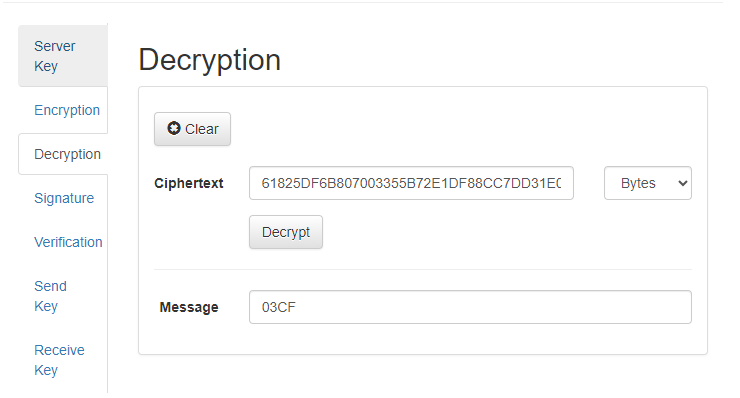 Server
Key
Encryption
Decryption
Signature
Verification
Send
Key
Receive
Key
Decryption
Clear
Ciphertext 61825DF6B807003355B72E1DF88CC7DD31E Bytes
Decrypt
Message 03CF